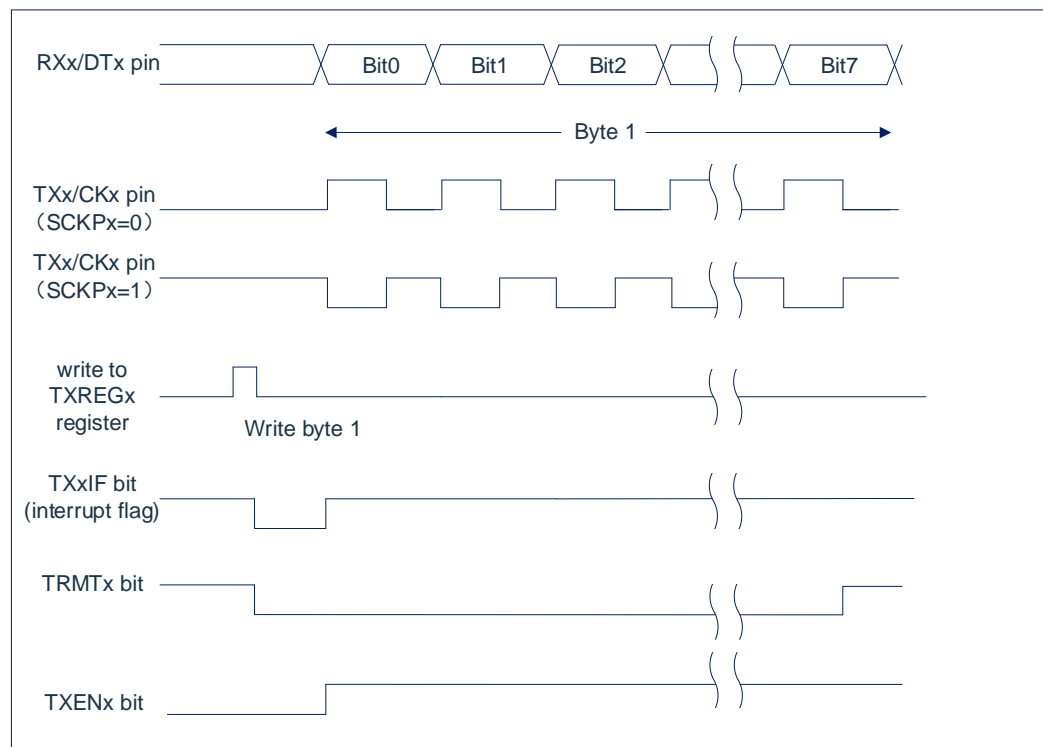 RXx/DTx pin
Bit0 Bit1 Bit2 Bit7
Byte 1
TXx/CKx pin
（SCKPx=0）
TXx/CKx pin
（SCKPx=1）
write to
TXREGx
register
Write byte 1
TXxIF bit
(interrupt flag)
TRMTx bit
TXENx bit